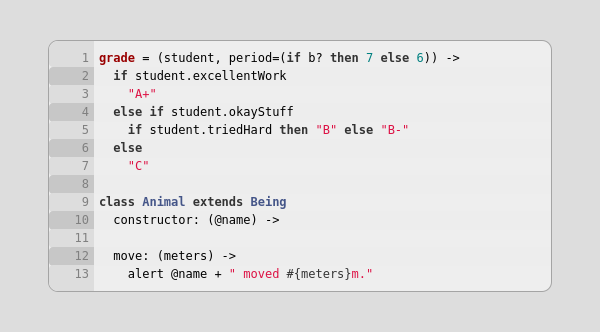 1 grade = (student, period=(if b? then 7 else 6)) ->
2   if student.excellentWork
3     "A+"
4   else if student.okayStuff
5     if student.triedHard then "B" else "B-"
6   else
7     "C"
8
9 class Animal extends Being
10   constructor: (@name) ->
11
12   move: (meters) ->
13     alert @name + " moved #{meters}m."